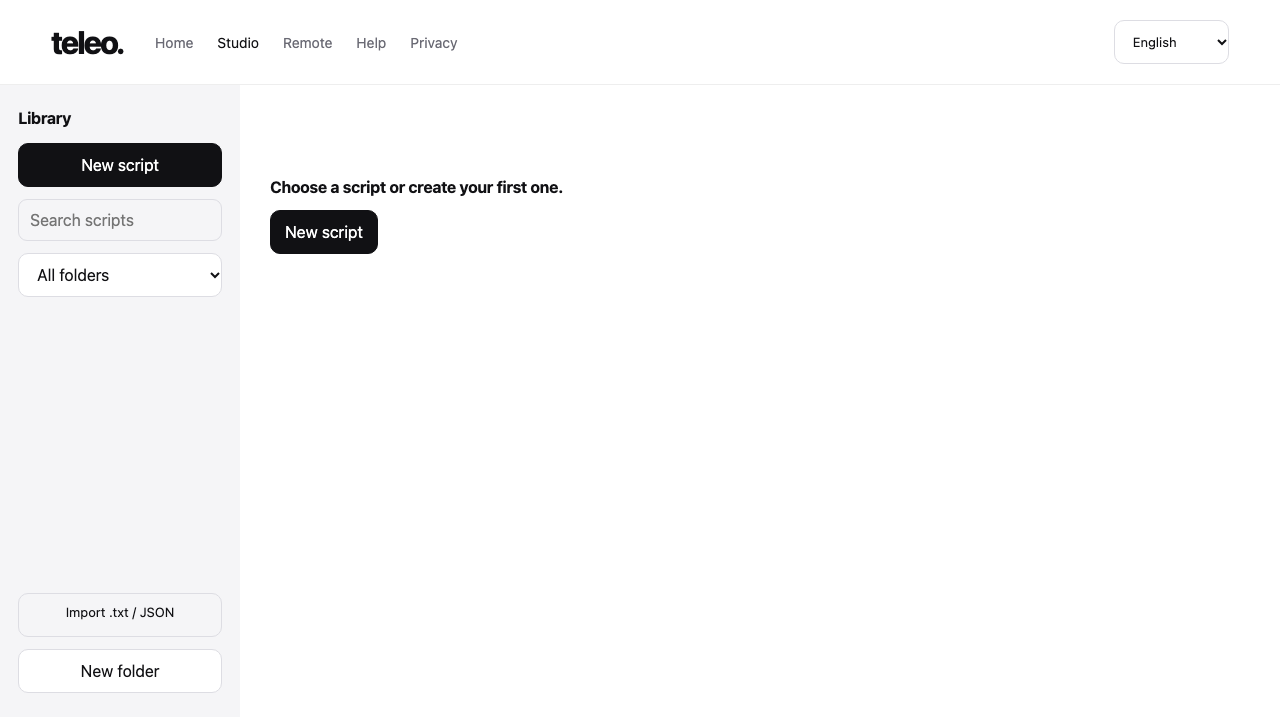 teleo.
Home
Studio
Remote
Help
Privacy
English
Library
New script
Search scripts
All folders
Import .txt / JSON
New folder
Choose a script or create your first one.
New script